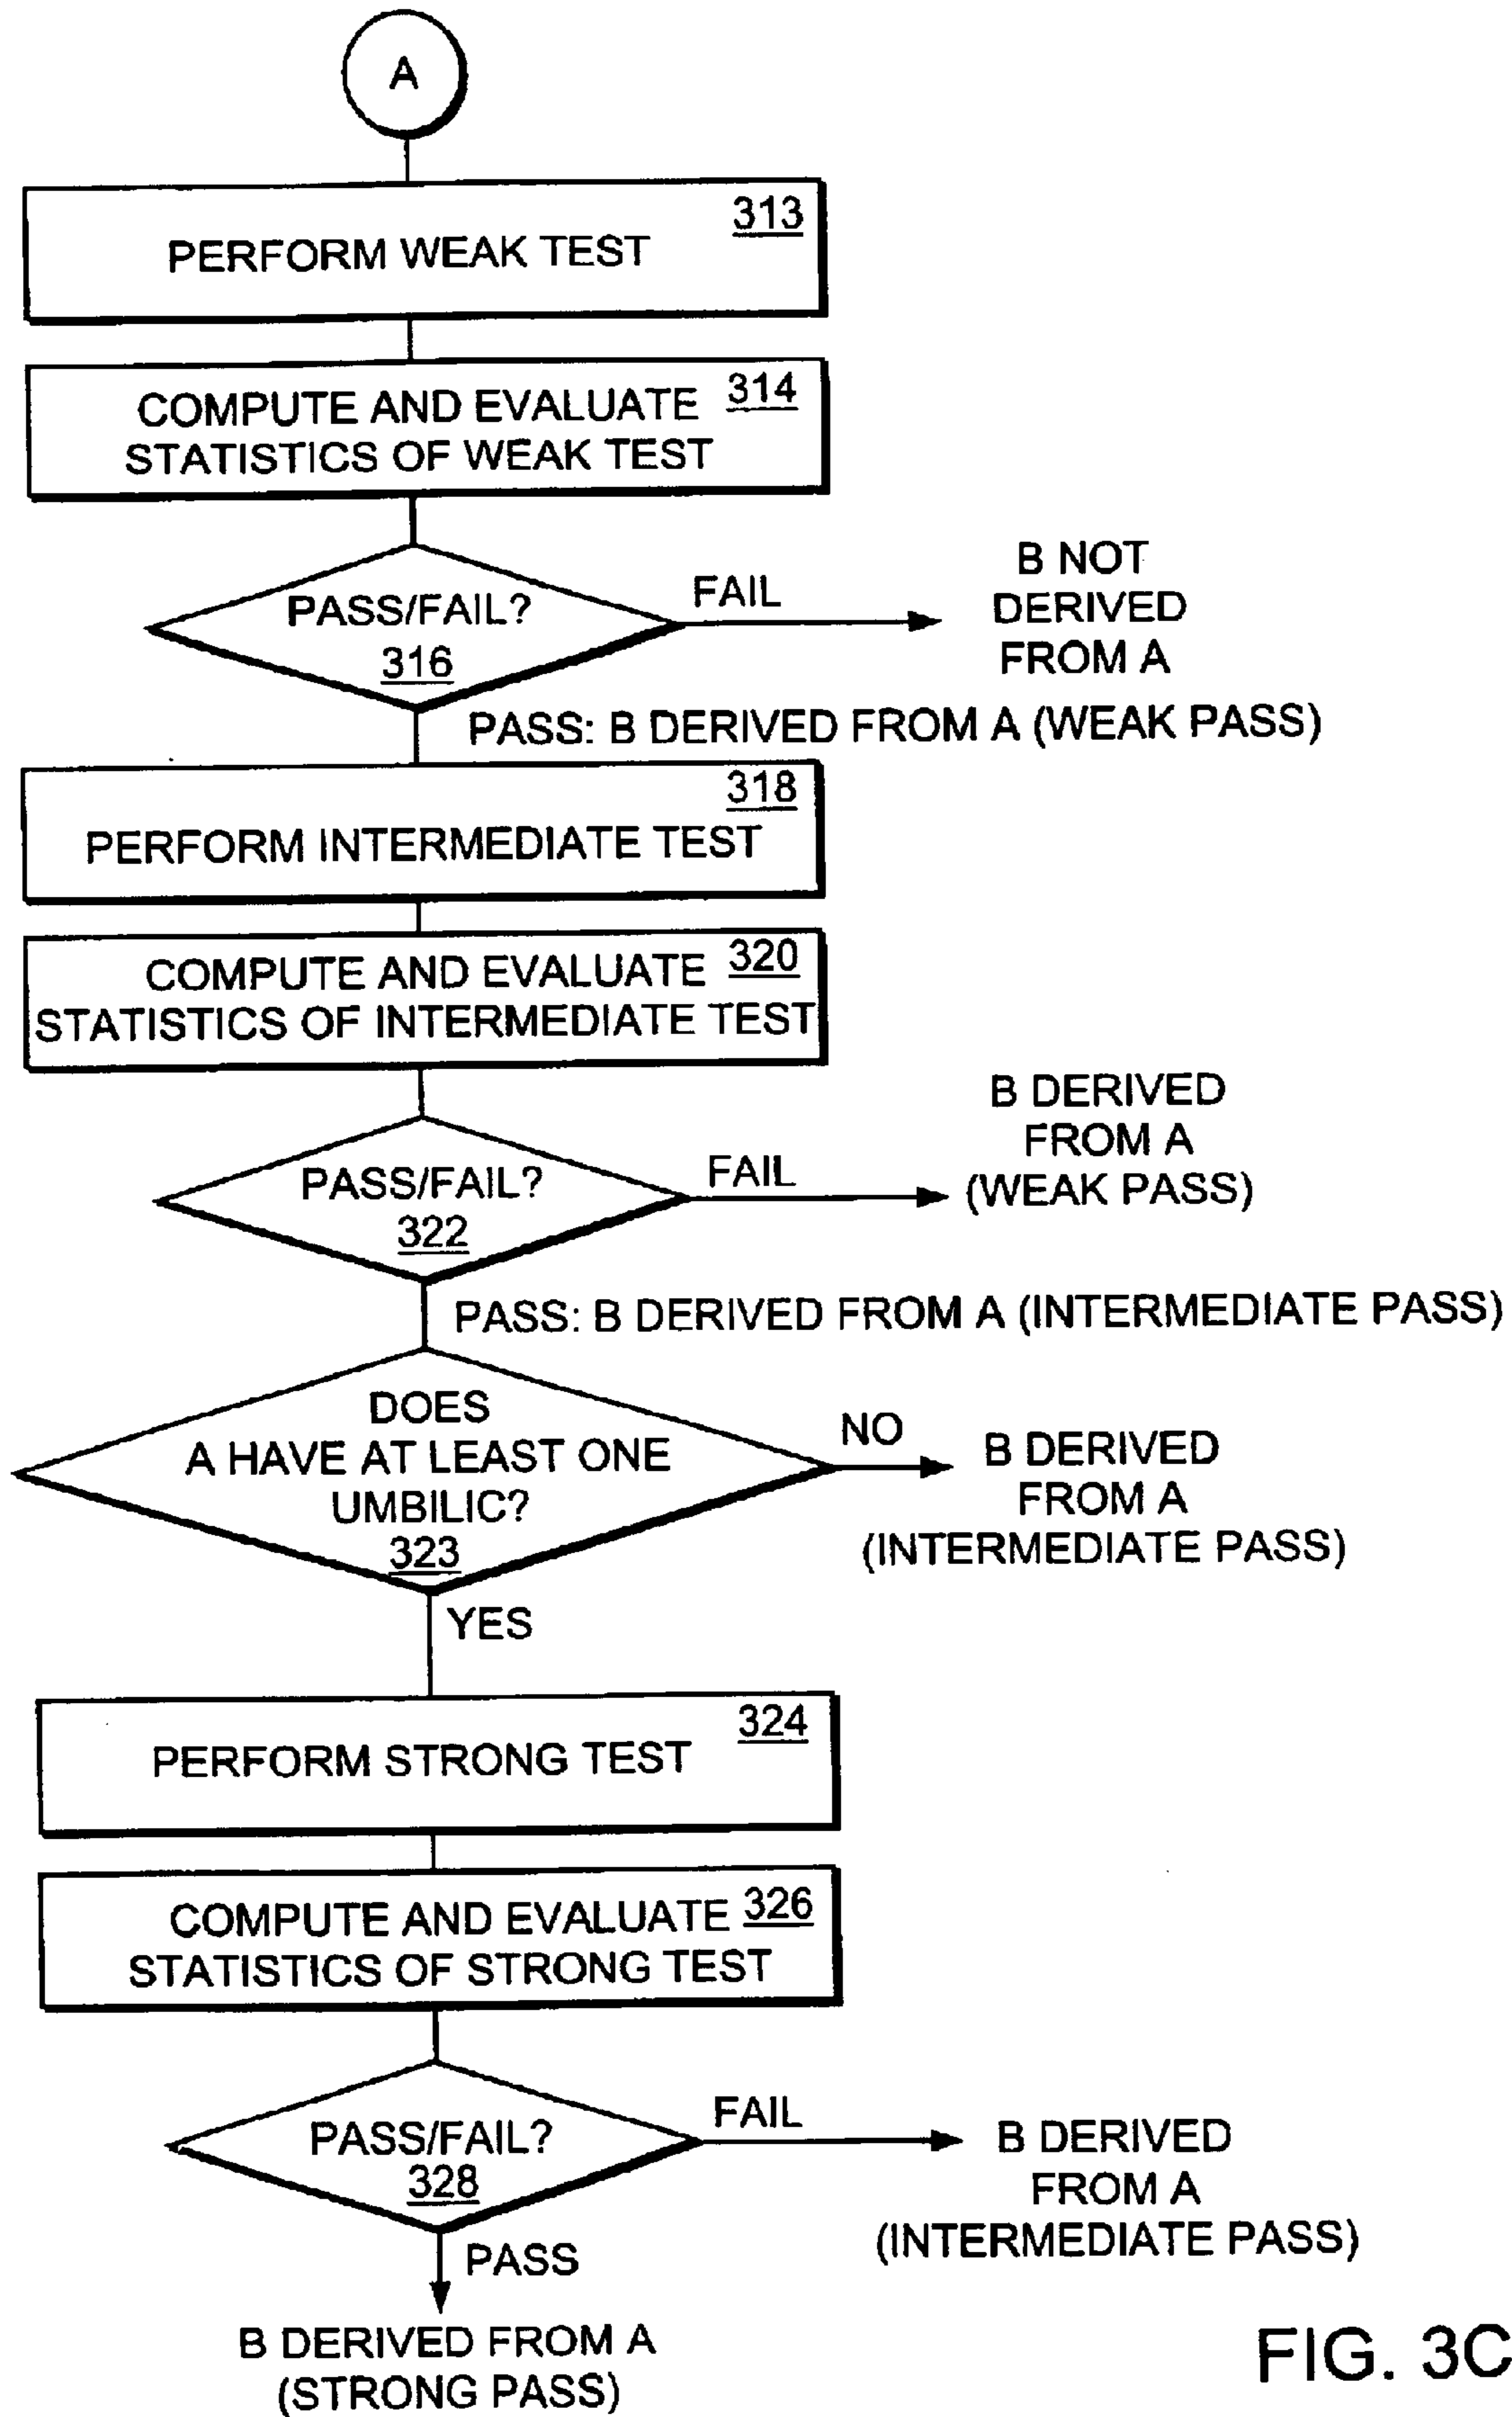 A
313
PERFORM WEAK TEST
COMPUTE AND EVALUATE 314
STATISTICS OF WEAK TEST
PASS/FAIL?
316
FAIL
B NOT
DERIVED
FROM A
PASS: B DERIVED FROM A (WEAK PASS)
318
PERFORM INTERMEDIATE TEST
COMPUTE AND EVALUATE 320
STATISTICS OF INTERMEDIATE TEST
PASS/FAIL?
322
FAIL
B DERIVED
FROM A
(WEAK PASS)
PASS: B DERIVED FROM A (INTERMEDIATE PASS)
DOES
A HAVE AT LEAST ONE
UMBILIC?
323
NO
B DERIVED
FROM A
(INTERMEDIATE PASS)
YES
324
PERFORM STRONG TEST
COMPUTE AND EVALUATE 326
STATISTICS OF STRONG TEST
PASS/FAIL?
328
FAIL
B DERIVED
FROM A
(INTERMEDIATE PASS)
PASS
B DERIVED FROM A
(STRONG PASS)
FIG. 3C